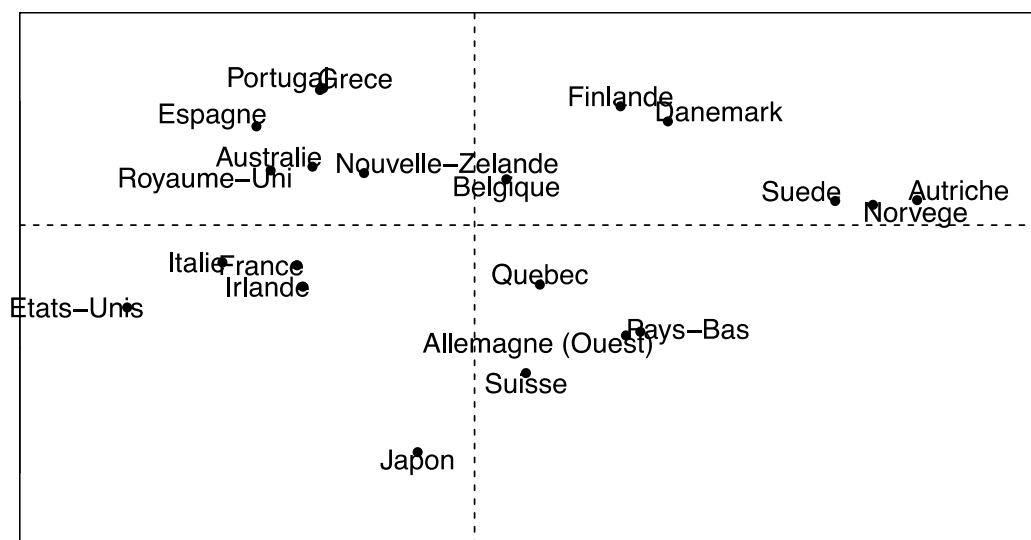 Portugal
Grece
Finlande
Danemark
Espagne
Australie
Nouvelle−Zelande
Royaume−Uni
Belgique
Suede
Autriche
Norvege
Italie
France
Quebec
Irlande
Etats−Unis
Pays−Bas
Allemagne (Ouest)
Suisse
Japon